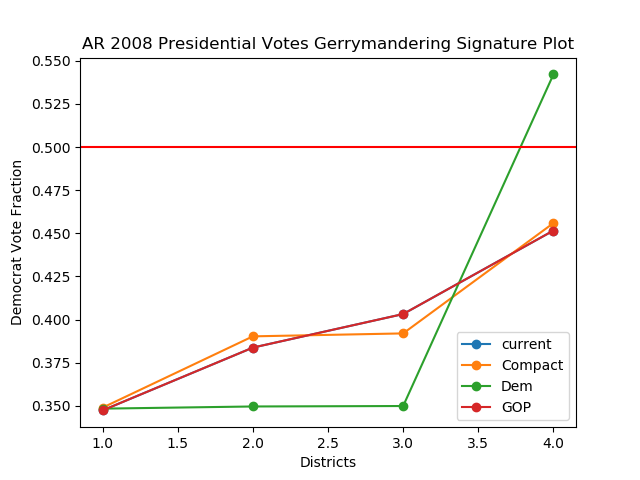 AR 2008 Presidential Votes Gerrymandering Signature Plot
0.550
0.525
0.500
0.475
0.450
0.425
0.400
0.375
0.350
Democrat Vote Fraction
current
Compact
Dem
GOP
1.0 1.5 2.0 2.5 3.0 3.5 4.0
Districts